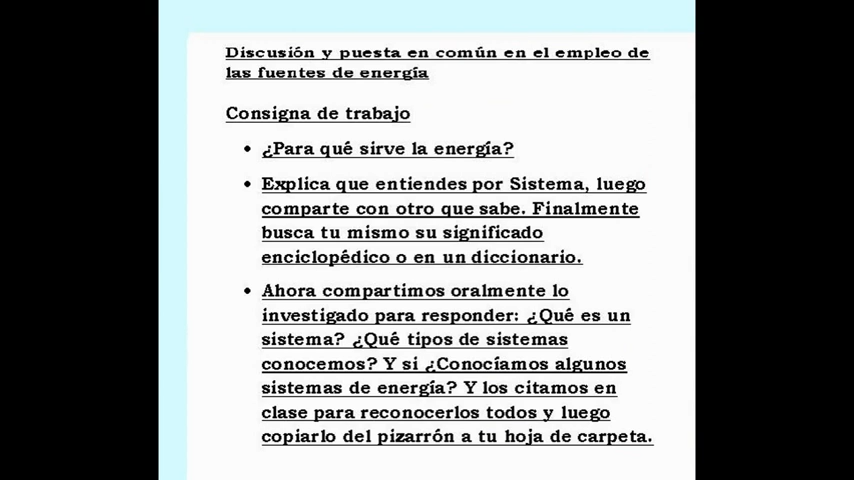 Discusión y puesta en común en el empleo de
las fuentes de energía
Consigna de trabajo
• ¿Para qué sirve la energía?
• Explica que entiendes por Sistema, luego
comparte con otro que sabe. Finalmente
busca tu mismo su significado
enciclopédico o en un diccionario.
• Ahora compartimos oralmente lo
investigado para responder: ¿Qué es un
sistema? ¿Qué tipos de sistemas
conocemos? Y si ¿Conocíamos algunos
sistemas de energía? Y los citamos en
clase para reconocerlos todos y luego
copiarlo del pizarrón a tu hoja de carpeta.